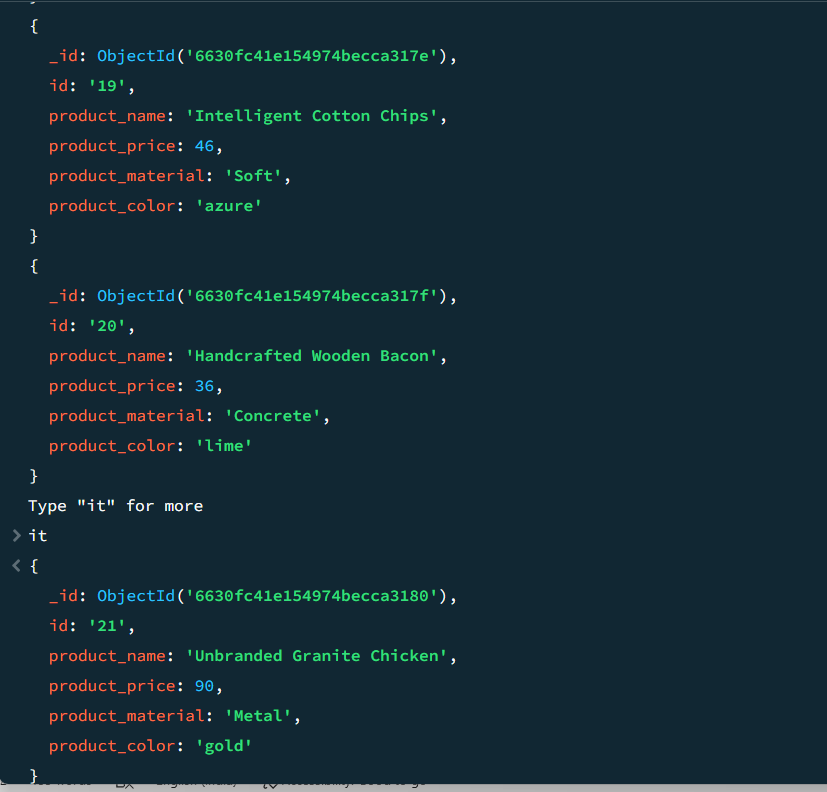 {
_id: ObjectId('6630fc41e154974becca317e'),
id: '19',
product_name: 'Intelligent Cotton Chips',
product_price: 46,
product_material: 'Soft',
product_color: 'azure'
}
{
_id: ObjectId('6630fc41e154974becca317f'),
id: '20',
product_name: 'Handcrafted Wooden Bacon',
product_price: 36,
product_material: 'Concrete',
product_color: 'lime'
}
Type "it" for more
> it
< {
_id: ObjectId('6630fc41e154974becca3180'),
id: '21',
product_name: 'Unbranded Granite Chicken',
product_price: 90,
product_material: 'Metal',
product_color: 'gold'
}